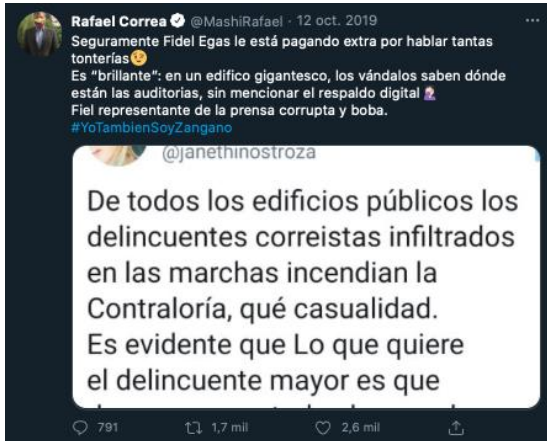 Rafael Correa @MashiRafael · 12 oct. 2019
Seguramente Fidel Egas le está pagando extra por hablar tantas
tonterías😉
Es “brillante”: en un edifico gigantesco, los vándalos saben dónde
están las auditorias, sin mencionar el respaldo digital🤦🏻‍♀️
Fiel representante de la prensa corrupta y boba.
#YoTambienSoyZangano
@janethinostroza
De todos los edificios públicos los
delincuentes correistas infiltrados
en las marchas incendian la
Contraloría, qué casualidad.
Es evidente que Lo que quiere
el delincuente mayor es que
791 1,7 mil 2,6 mil